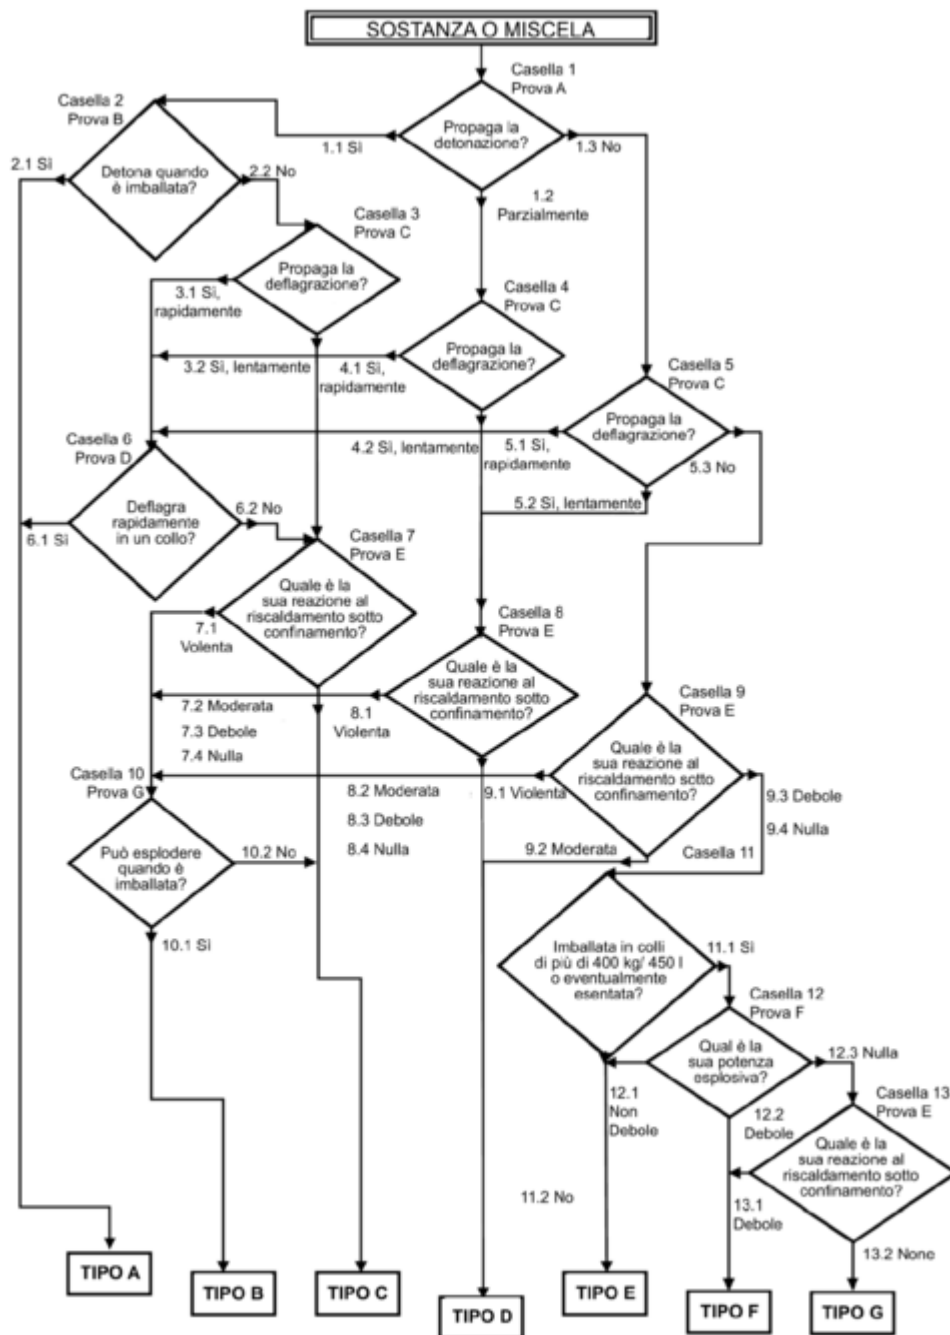 SOSTANZA O MISCELA
Casella 1
Prova A
Propaga la
detonazione?
1.1 Sì
1.2
Parzialmente
1.3 No
Casella 2
Prova B
Detona quando
è imballata?
2.1 Sì
2.2 No
Casella 3
Prova C
Propaga la
deflagrazione?
3.1 Sì,
rapidamente
3.2 Sì, lentamente
Casella 4
Prova C
Propaga la
deflagrazione?
4.1 Sì,
rapidamente
4.2 Sì, lentamente
Casella 5
Prova C
Propaga la
deflagrazione?
5.1 Sì,
rapidamente
5.2 Sì, lentamente
5.3 No
Casella 6
Prova D
Deflagra
rapidamente
in un collo?
6.1 Sì
6.2 No
Casella 7
Prova E
Quale è la
sua reazione al
riscaldamento sotto
confinamento?
7.1
Volenta
7.2 Moderata
7.3 Debole
7.4 Nulla
Casella 8
Prova E
Quale è la
sua reazione al
riscaldamento sotto
confinamento?
8.1
Violenta
8.2 Moderata
8.3 Debole
8.4 Nulla
Casella 9
Prova E
Quale è la
sua reazione al
riscaldamento sotto
confinamento?
9.1 Violenta
9.2 Moderata
9.3 Debole
9.4 Nulla
Casella 10
Prova G
Può esplodere
quando è
imballata?
10.1 Sì
10.2 No
Casella 11
Imballata in colli
di più di 400 kg/ 450 l
o eventualmente
esentata?
11.1 Sì
11.2 No
Casella 12
Prova F
Qual è la
sua potenza
esplosiva?
12.1
Non
Debole
12.2
Debole
12.3 Nulla
Casella 13
Prova E
Quale è la
sua reazione al
riscaldamento sotto
confinamento?
13.1
Debole
13.2 None
TIPO A
TIPO B
TIPO C
TIPO D
TIPO E
TIPO F
TIPO G